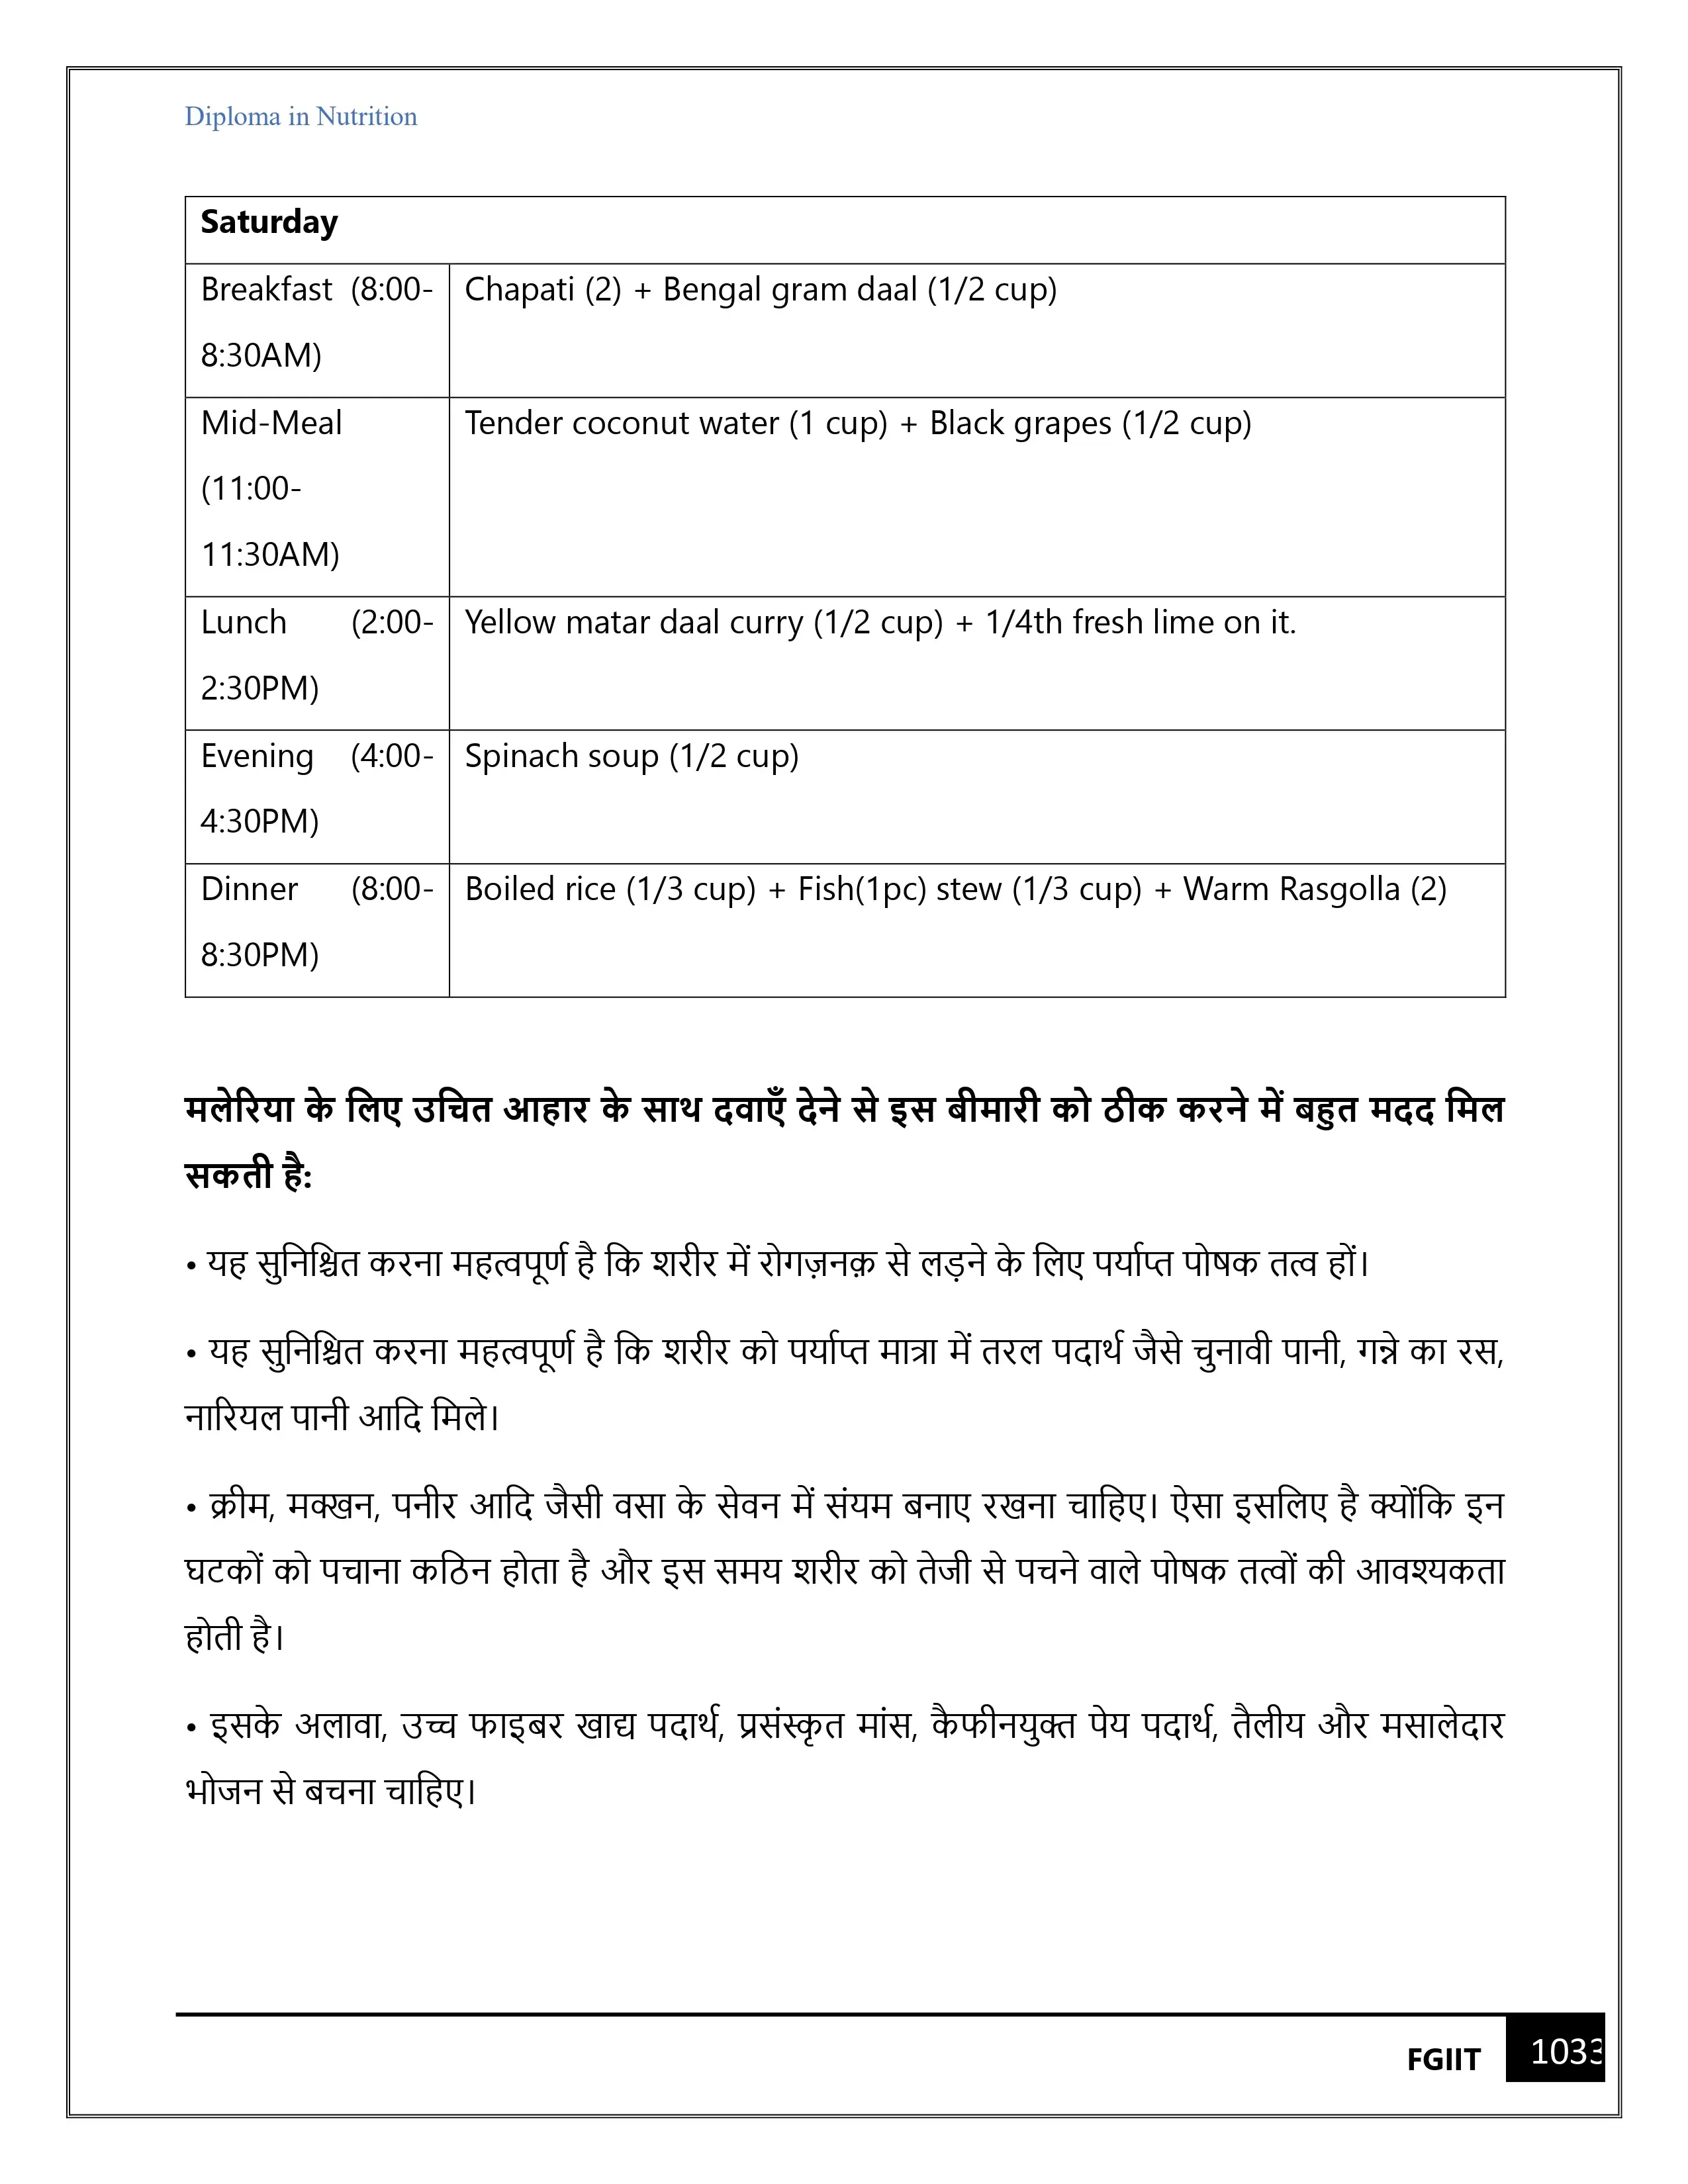 Diploma in Nutrition
Saturday
Breakfast (8:00-
8:30AM)
Chapati (2) + Bengal gram daal (1/2 cup)
Mid-Meal
(11:00-
11:30AM)
Tender coconut water (1 cup) + Black grapes (1/2 cup)
Lunch (2:00-
2:30PM)
Yellow matar daal curry (1/2 cup) + 1/4th fresh lime on it.
Evening (4:00-
4:30PM)
Spinach soup (1/2 cup)
Dinner (8:00-
8:30PM)
Boiled rice (1/3 cup) + Fish(1pc) stew (1/3 cup) + Warm Rasgolla (2)
मलेरिया के लिए उचित आहार के साथ दवाएँ देने से इस बीमारी को ठीक करने में बहुत मदद मिल
सकती है:
• यह सुनिश्चित करना महत्वपूर्ण है कि शरीर में रोगज़नक़ से लड़ने के लिए पर्याप्त पोषक तत्व हों।
• यह सुनिश्चित करना महत्वपूर्ण है कि शरीर को पर्याप्त मात्रा में तरल पदार्थ जैसे चुनावी पानी, गन्ने का रस,
नारियल पानी आदि मिले।
• क्रीम, मक्खन, पनीर आदि जैसी वसा के सेवन में संयम बनाए रखना चाहिए। ऐसा इसलिए है क्योंकि इन
घटकों को पचाना कठिन होता है और इस समय शरीर को तेजी से पचने वाले पोषक तत्वों की आवश्यकता
होती है।
• इसके अलावा, उच्च फाइबर खाद्य पदार्थ, प्रसंस्कृत मांस, कैफीनयुक्त पेय पदार्थ, तैलीय और मसालेदार
भोजन से बचना चाहिए।
FGIIT
1033